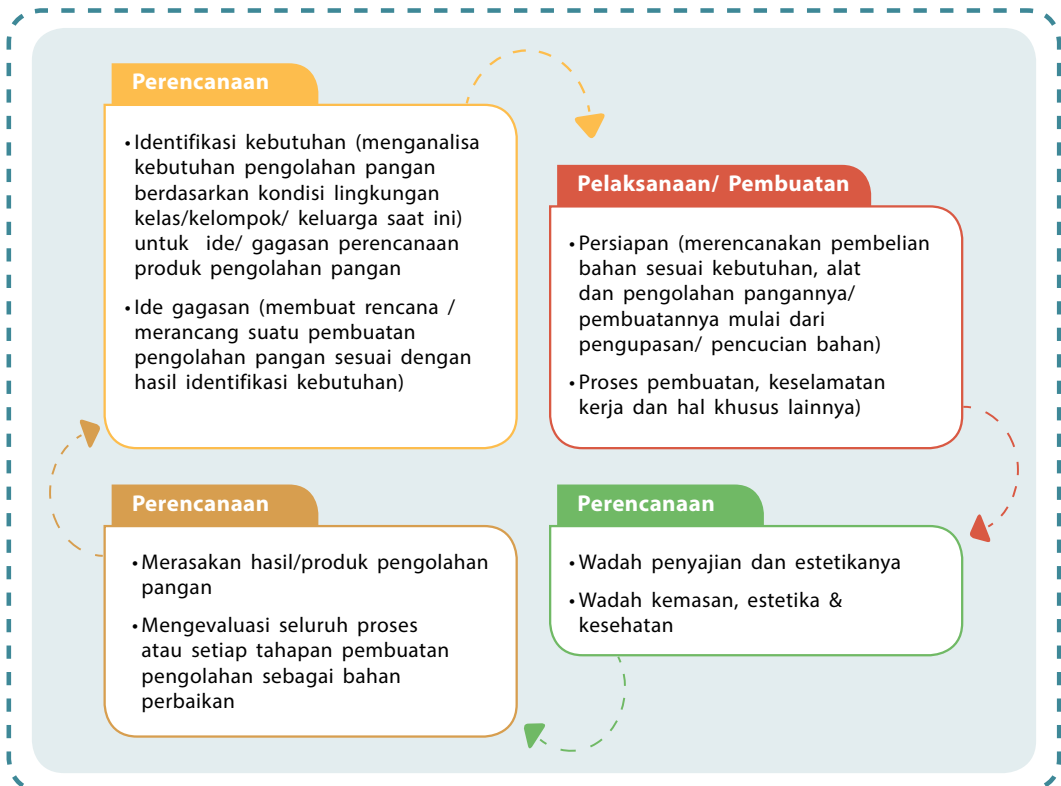 Perencanaan
• Identifikasi kebutuhan (menganalisa
kebutuhan pengolahan pangan
berdasarkan kondisi lingkungan
kelas/kelompok/ keluarga saat ini)
untuk ide/ gagasan perencanaan
produk pengolahan pangan
• Ide gagasan (membuat rencana /
merancang suatu pembuatan
pengolahan pangan sesuai dengan
hasil identifikasi kebutuhan)
Pelaksanaan/ Pembuatan
• Persiapan (merencanakan pembelian
bahan sesuai kebutuhan, alat
dan pengolahan pangannya/
pembuatannya mulai dari
pengupasan/ pencucian bahan)
• Proses pembuatan, keselamatan
kerja dan hal khusus lainnya)
Perencanaan
• Wadah penyajian dan estetikanya
• Wadah kemasan, estetika &
kesehatan
Perencanaan
• Merasakan hasil/produk pengolahan
pangan
• Mengevaluasi seluruh proses
atau setiap tahapan pembuatan
pengolahan sebagai bahan
perbaikan